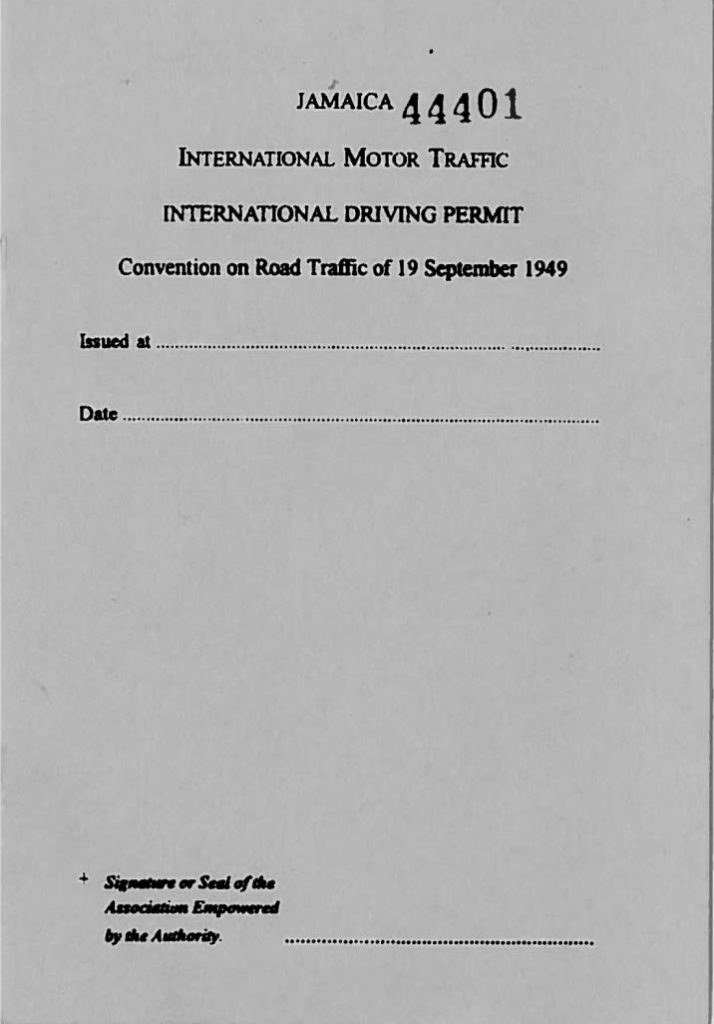 JAMAICA 44401
INTERNATIONAL MOTOR TRAFFIC
INTERNATIONAL DRIVING PERMIT
Convention on Road Traffic of 19 September 1949
Issued at ........................................................................................
Date ..............................................................................................
+ Signature or Seal of the
Association Empowered
by the Authority. .............................................................